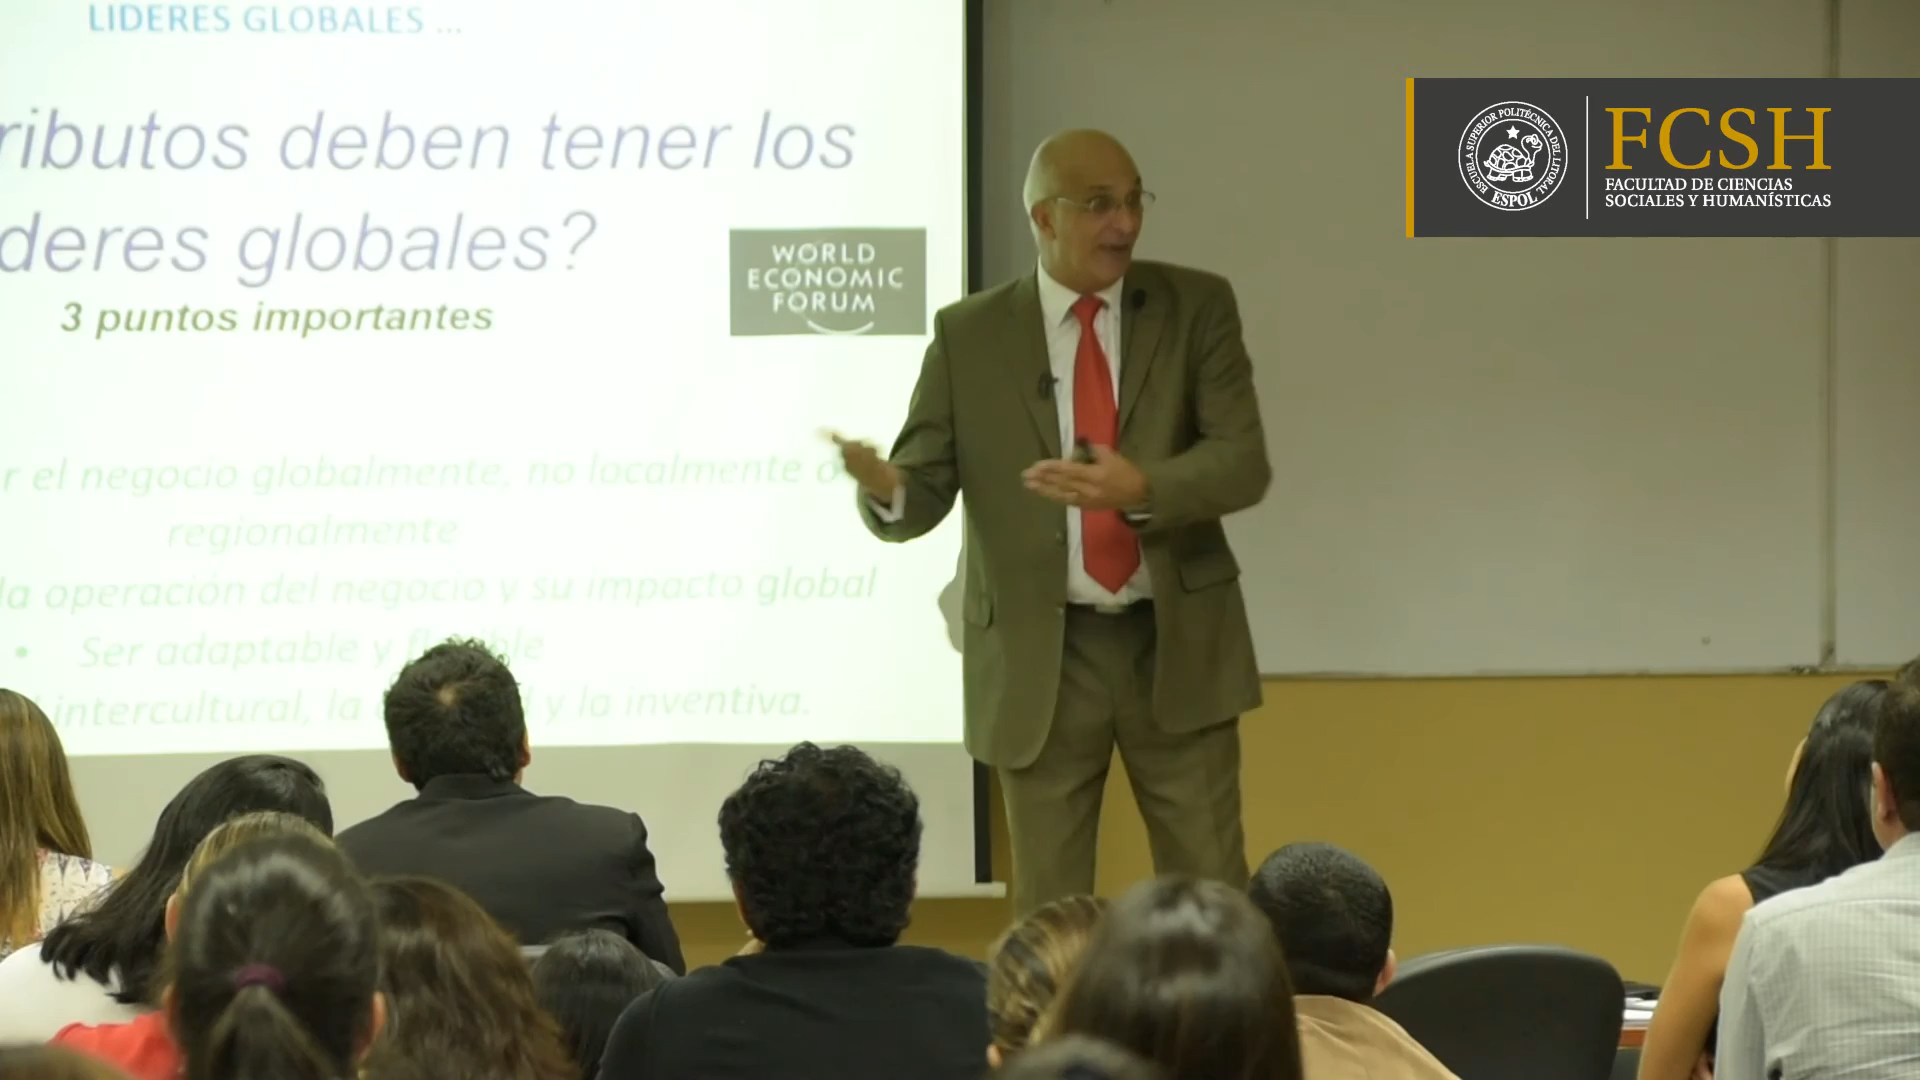 LIDERES GLOBALES ...
ributos deben tener los
deres globales?
3 puntos importantes
WORLD
ECONOMIC
FORUM
r el negocio globalmente, no localmente o
regionalmente
la operación del negocio y su impacto global
• Ser adaptable y
intercultural, la y la inventiva.
ESCUELA SUPERIOR POLITÉCNICA DEL LITORAL
ESPOL
FCSH
FACULTAD DE CIENCIAS
SOCIALES Y HUMANÍSTICAS